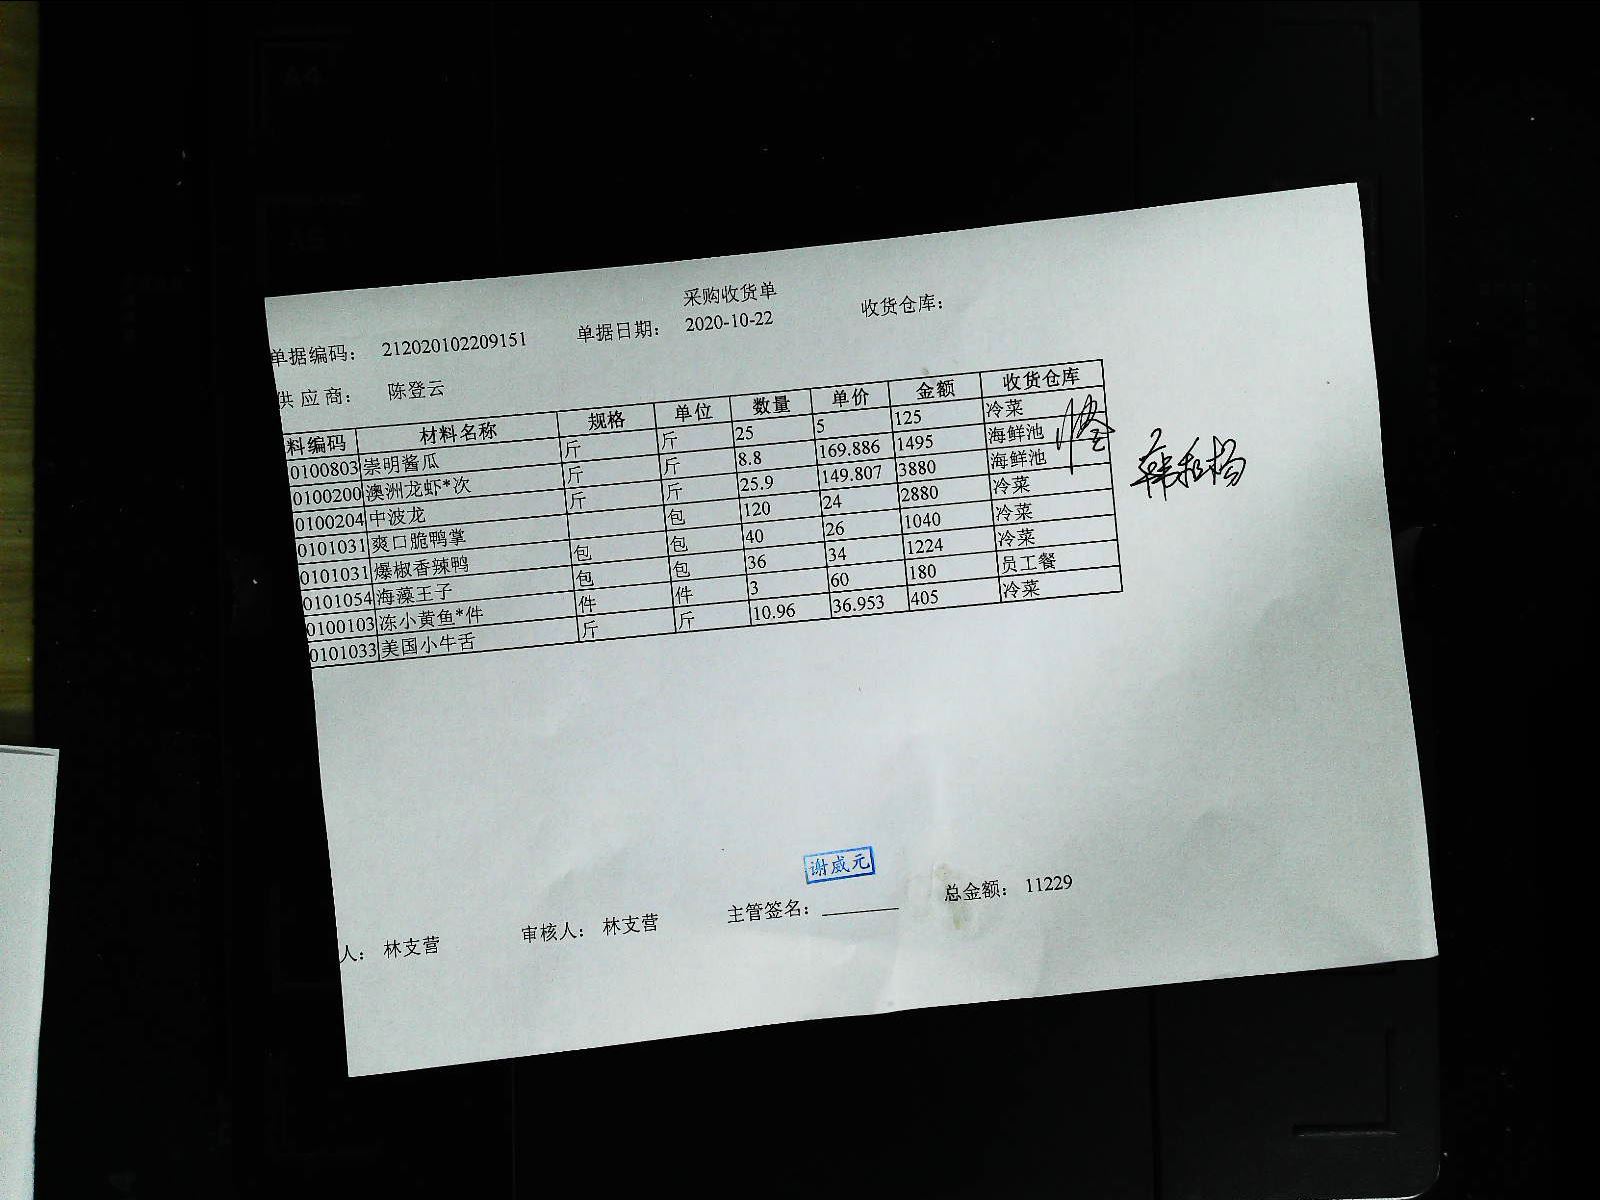 采购收货单
单据编码： 212020102209151 单据日期： 2020-10-22 收货仓库：
供应商： 陈登云
料编码 材料名称 规格 单位 数量 单价 金额 收货仓库
0100803 崇明酱瓜 斤 斤 25 5 125 冷菜
0100200 澳洲龙虾*次 斤 斤 8.8 169.886 1495 海鲜池
0100204 中波龙 斤 斤 25.9 149.807 3880 海鲜池
0101031 爽口脆鸭掌 包 120 24 2880 冷菜
0101031 爆椒香辣鸭 包 包 40 26 1040 冷菜
0101054 海藻王子 包 包 36 34 1224 冷菜
0100103 冻小黄鱼*件 件 件 3 60 180 员工餐
0101033 美国小牛舌 斤 斤 10.96 36.953 405 冷菜
谢威元
人： 林支营 审核人： 林支营 主管签名： 总金额： 11229